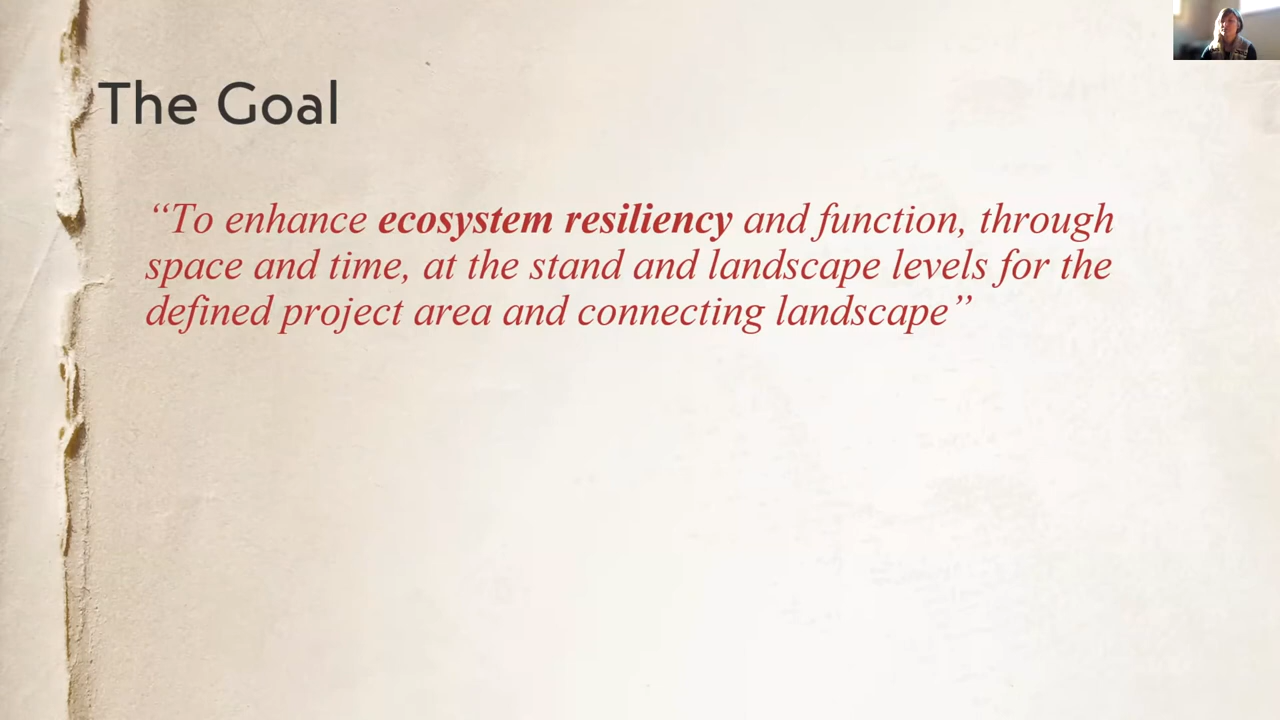 The Goal
“To enhance ecosystem resiliency and function, through
space and time, at the stand and landscape levels for the
defined project area and connecting landscape”